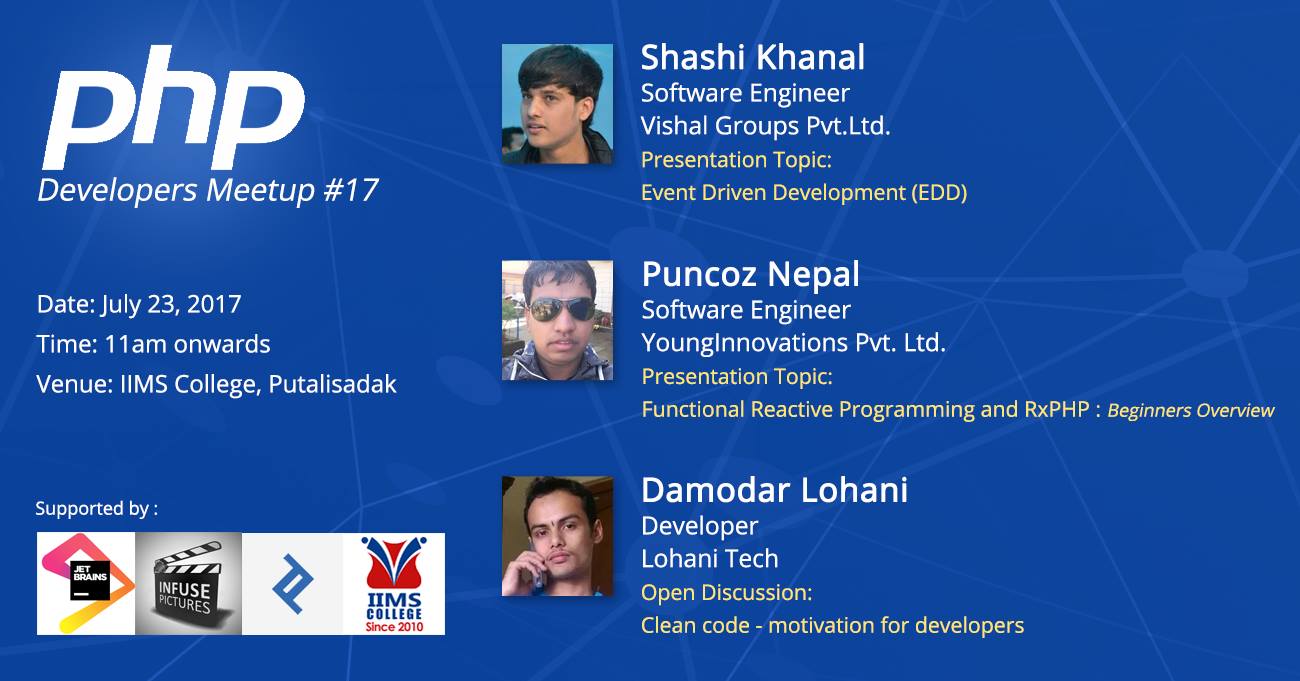 php
Developers Meetup #17
Date: July 23, 2017
Time: 11am onwards
Venue: IIMS College, Putalisadak
Supported by :
JET
BRAINS
INFUSE
PICTURES
IIMS
COLLEGE
Since 2010
Shashi Khanal
Software Engineer
Vishal Groups Pvt.Ltd.
Presentation Topic:
Event Driven Development (EDD)
Puncoz Nepal
Software Engineer
YoungInnovations Pvt. Ltd.
Presentation Topic:
Functional Reactive Programming and RxPHP : Beginners Overview
Damodar Lohani
Developer
Lohani Tech
Open Discussion:
Clean code - motivation for developers